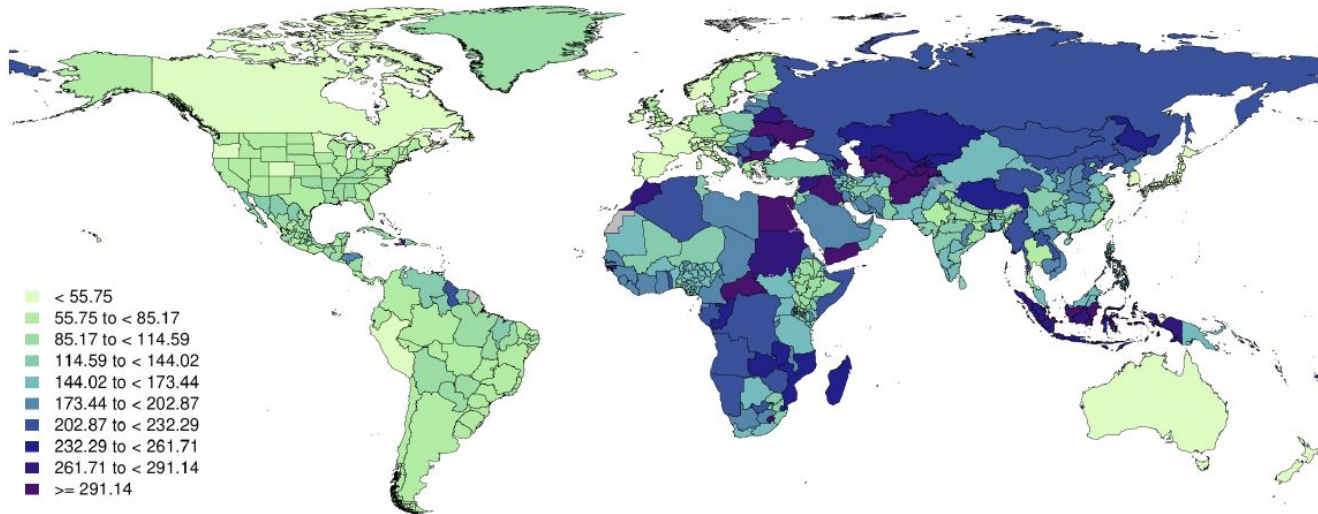 < 55.75
55.75 to < 85.17
85.17 to < 114.59
114.59 to < 144.02
144.02 to < 173.44
173.44 to < 202.87
202.87 to < 232.29
232.29 to < 261.71
261.71 to < 291.14
>= 291.14